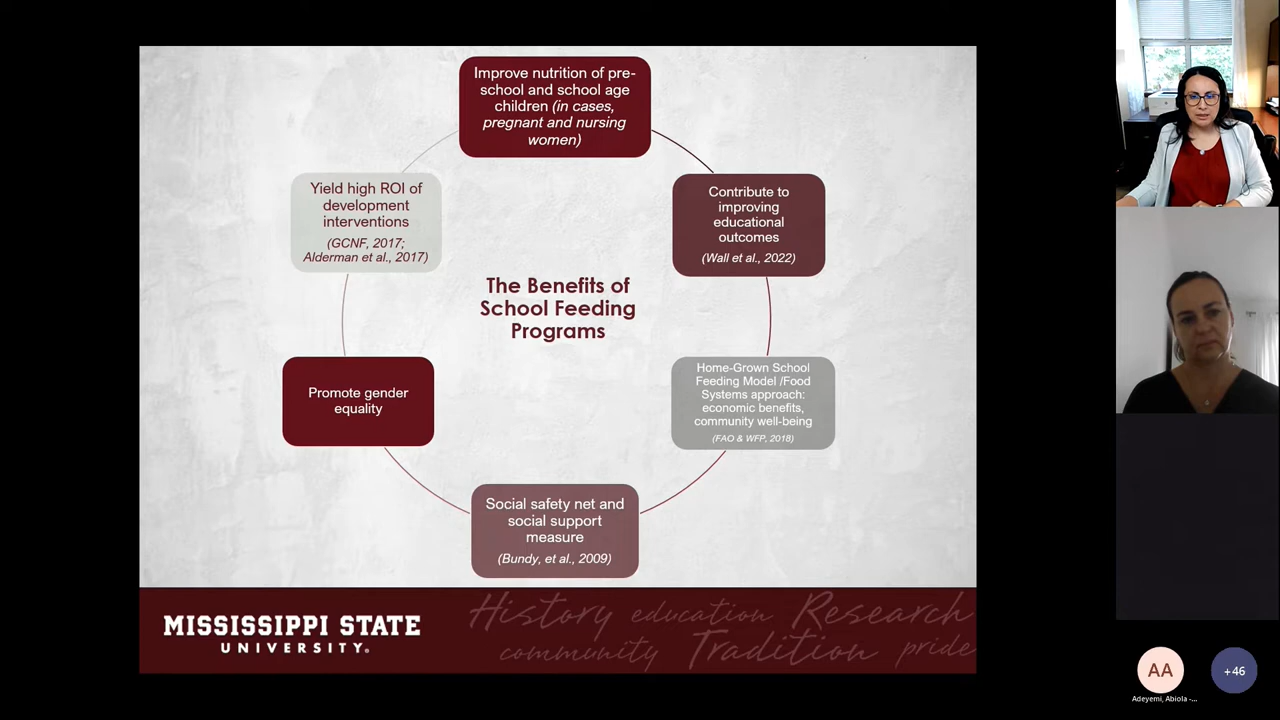 Improve nutrition of pre-
school and school age
children (in cases,
pregnant and nursing
women)
Contribute to
improving
educational
outcomes
(Wall et al., 2022)
Home-Grown School
Feeding Model /Food
Systems approach:
economic benefits,
community well-being
(FAO & WFP, 2018)
Social safety net and
social support
measure
(Bundy, et al., 2009)
Promote gender
equality
Yield high ROI of
development
interventions
(GCNF, 2017;
Alderman et al., 2017)
The Benefits of
School Feeding
Programs
MISSISSIPPI STATE
UNIVERSITY®
History education Research
community Tradition pride
AA
Adeyemi, Abiola -...
+46